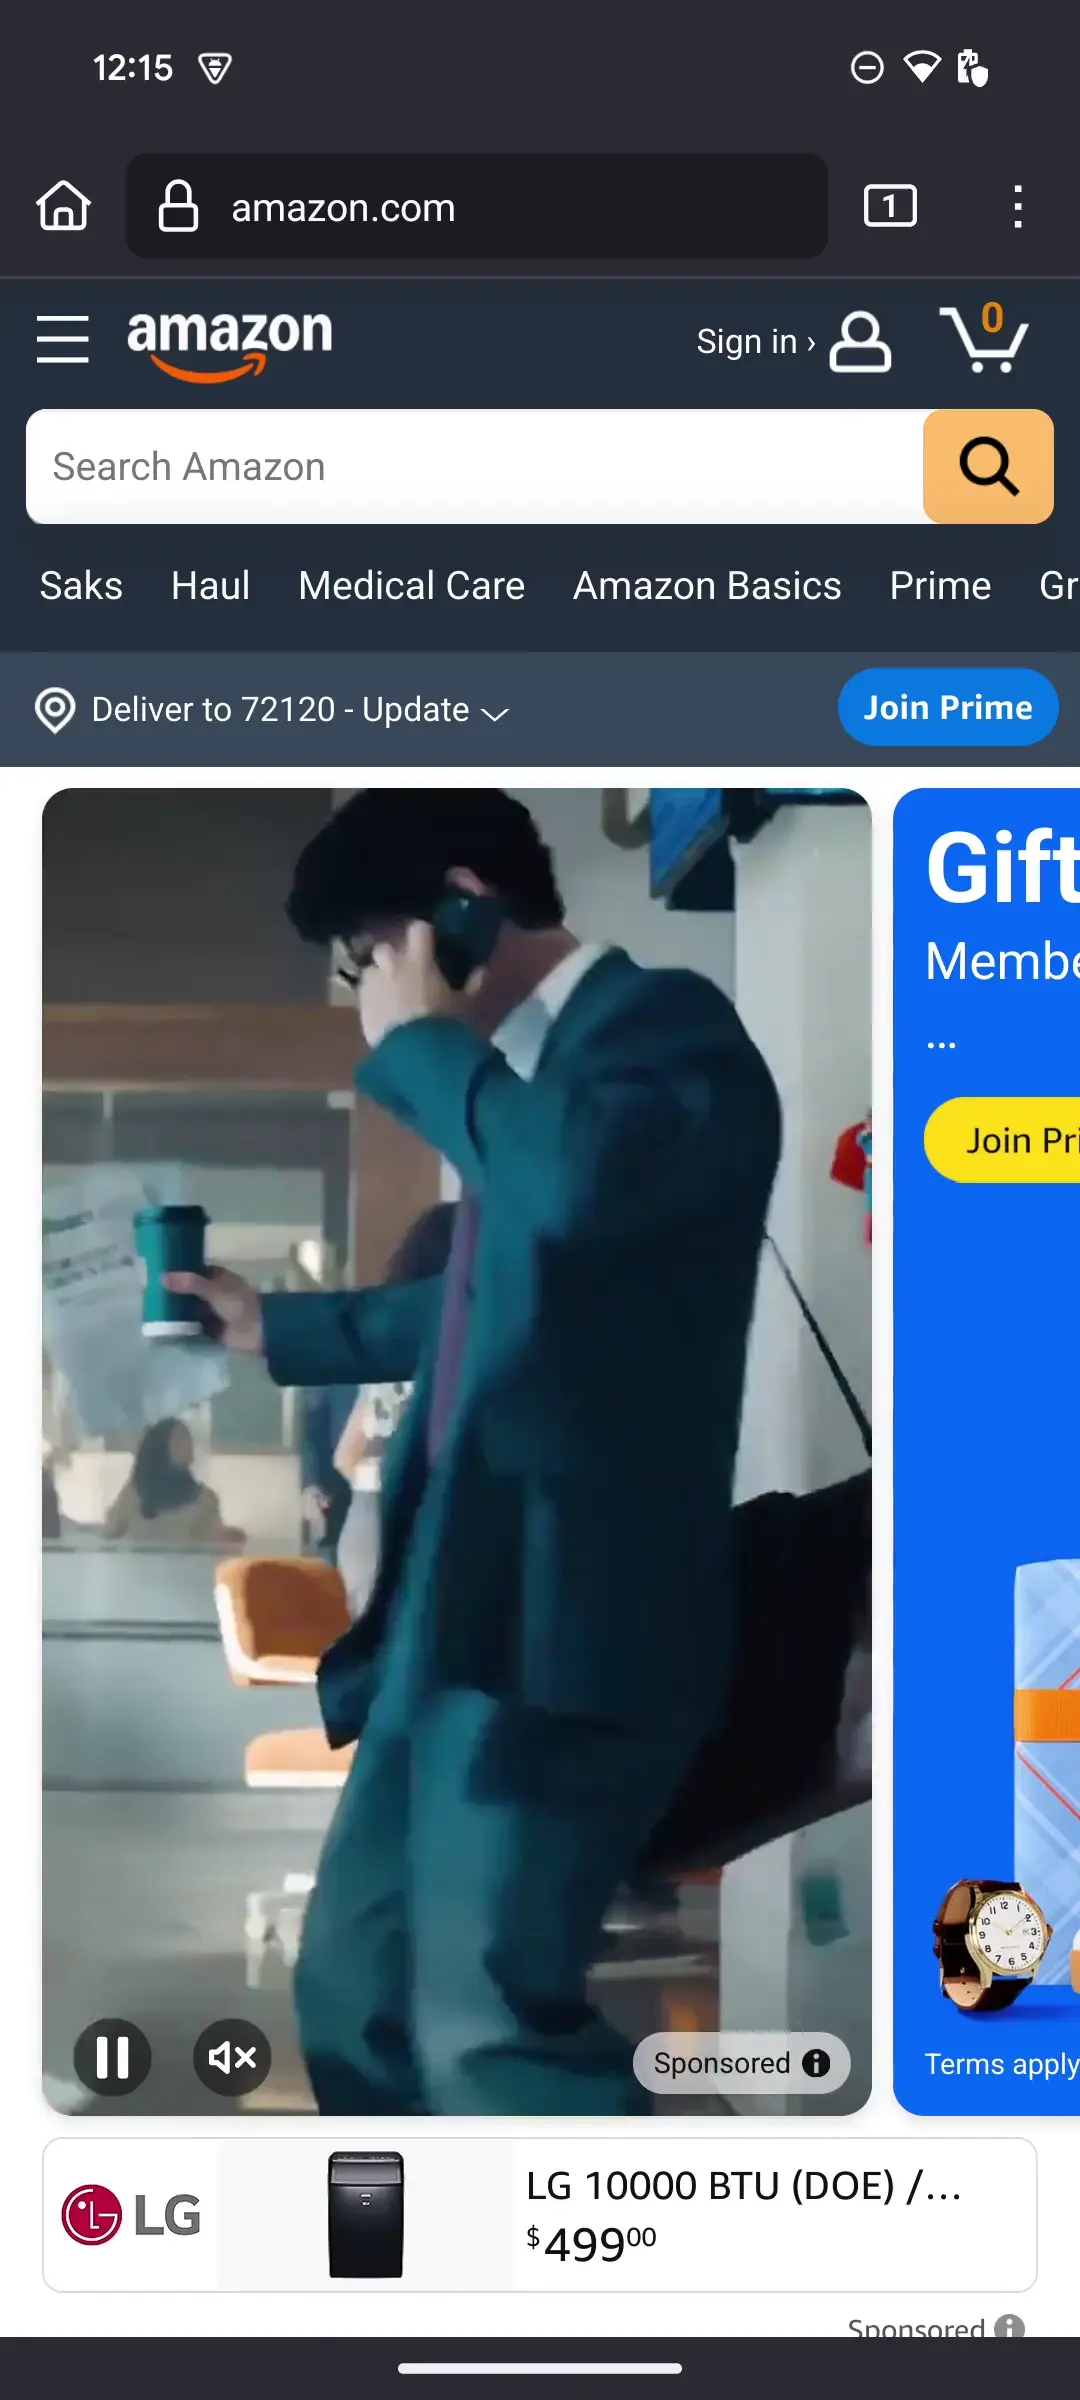 12:15
amazon.com
1
amazon
Sign in ›
0
Search Amazon
Saks Haul Medical Care Amazon Basics Prime Gr
Deliver to 72120 - Update
Join Prime
Gift
Membe
...
Join Pri
Terms apply
Sponsored
LG
LG 10000 BTU (DOE) /...
$49900
Sponsored